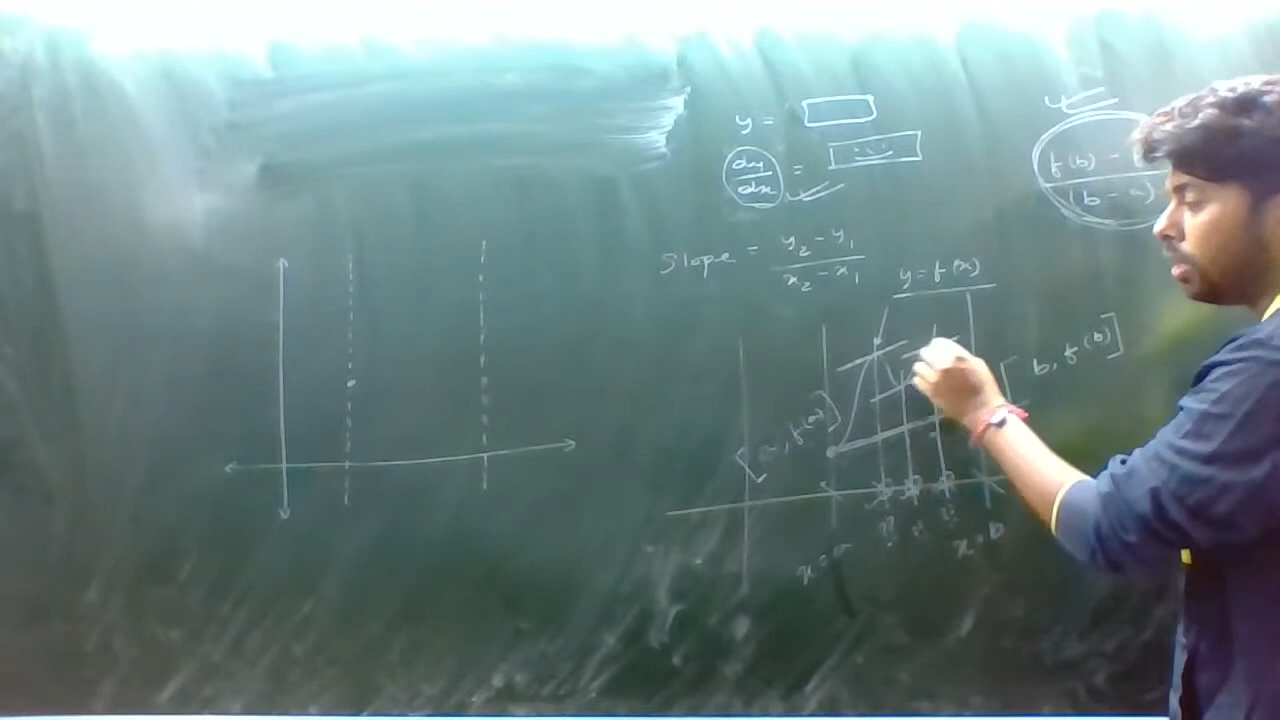 y =
dy/dx =
f(b) -
(b - a)
Slope = y₂ - y₁ / x₂ - x₁
y = f(x)
b, f(b)]
[a, f(a)]
x = a
x = b